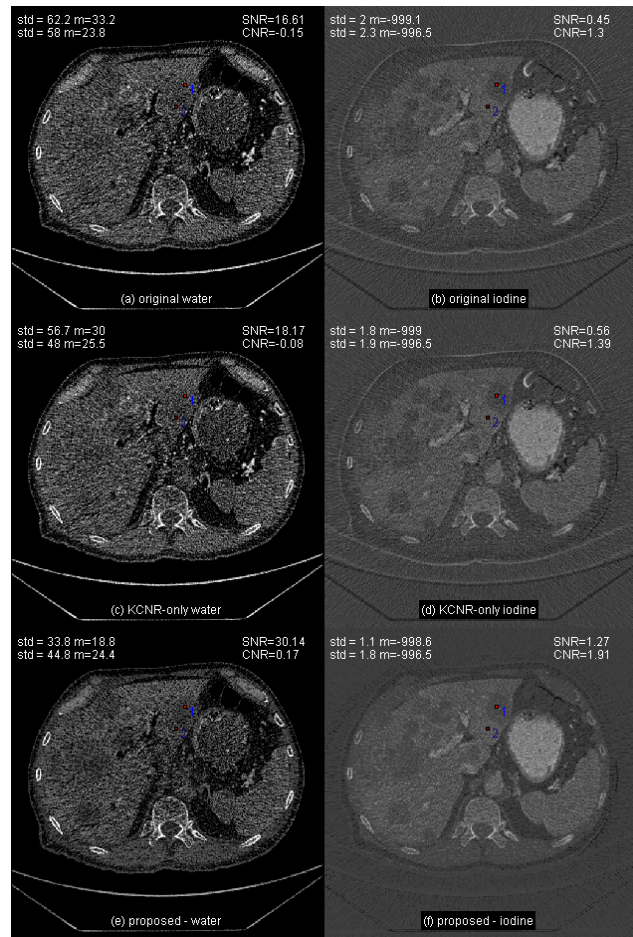 std = 62.2 m=33.2 SNR=16.61
std = 58 m=23.8 CNR=-0.15
1
2
(a) original water
std = 2 m=-999.1 SNR=0.45
std = 2.3 m=-996.5 CNR=1.3
1
2
(b) original iodine
std = 56.7 m=30 SNR=18.17
std = 48 m=25.5 CNR=-0.08
1
2
(c) KCNR-only water
std = 1.8 m=-999 SNR=0.56
std = 1.9 m=-996.5 CNR=1.39
1
2
(d) KCNR-only iodine
std = 33.8 m=18.8 SNR=30.14
std = 44.8 m=24.4 CNR=0.17
1
2
(e) proposed - water
std = 1.1 m=-998.6 SNR=1.27
std = 1.8 m=-996.5 CNR=1.91
1
2
(f) proposed - iodine